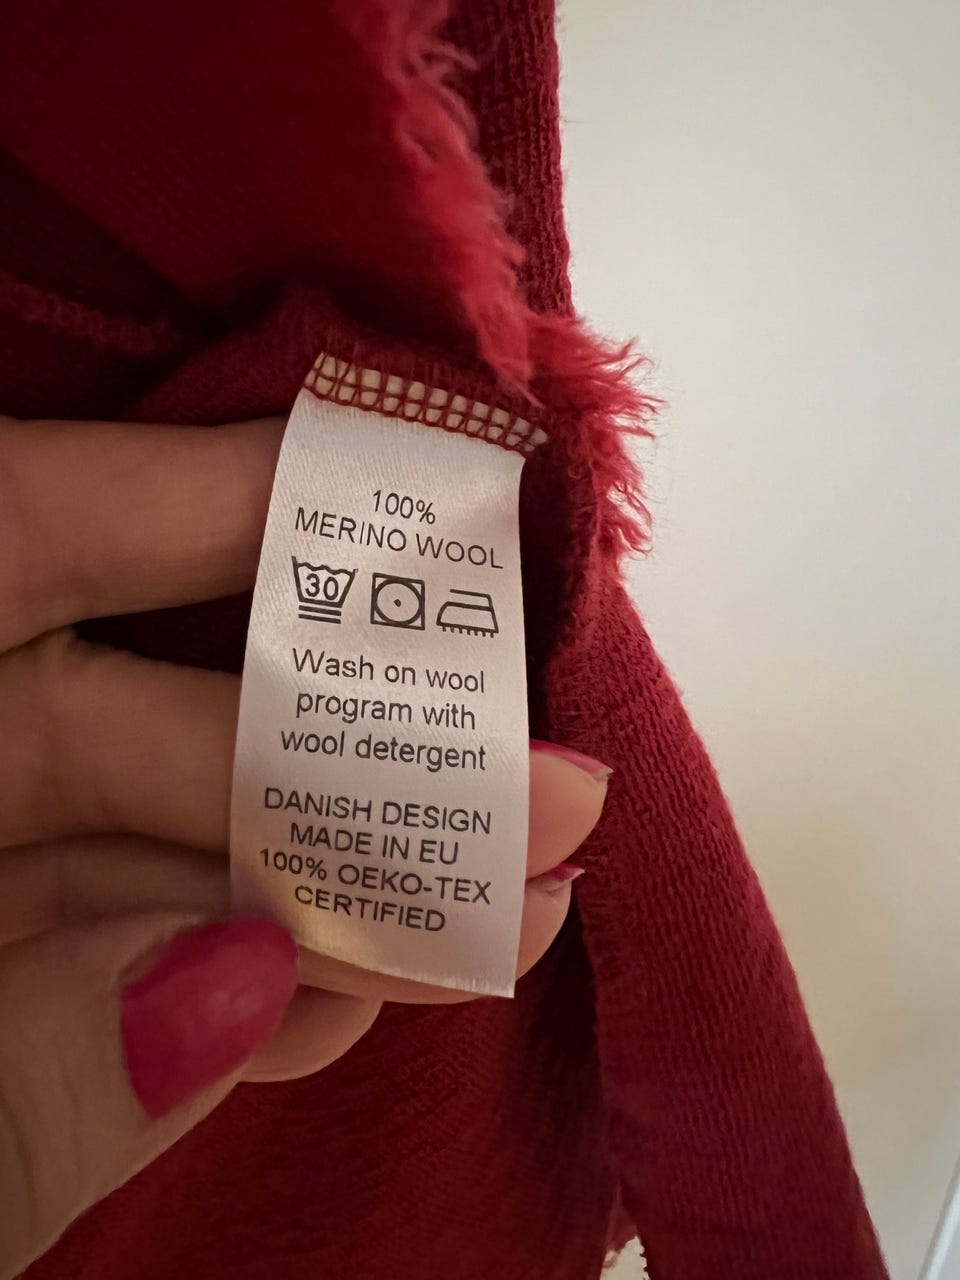 100%
MERINO WOOL
30
Wash on wool
program with
wool detergent
DANISH DESIGN
MADE IN EU
100% OEKO-TEX
CERTIFIED